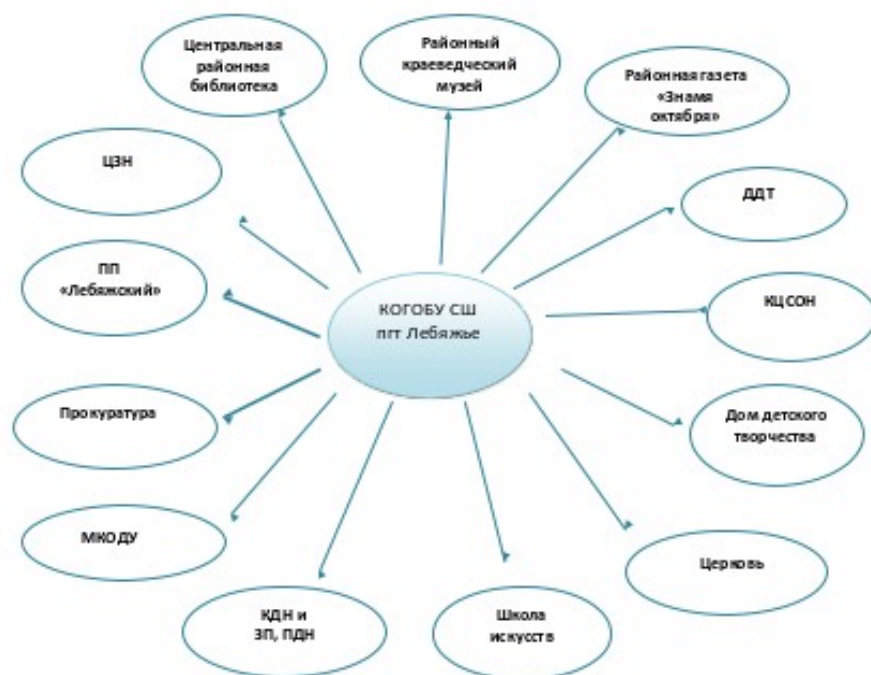 Центральная
районная
библиотека
Районный
краеведческий
музей
Районная газета
«Знамя
октября»
ЦЗН
ДДТ
ПП
«Лебяжский»
КОГОБУ СШ
пгт Лебяжье
КЦСОН
Прокуратура
Дом детского
творчества
МКОДУ
Церковь
КДН и
ЗП, ПДН
Школа
искусств